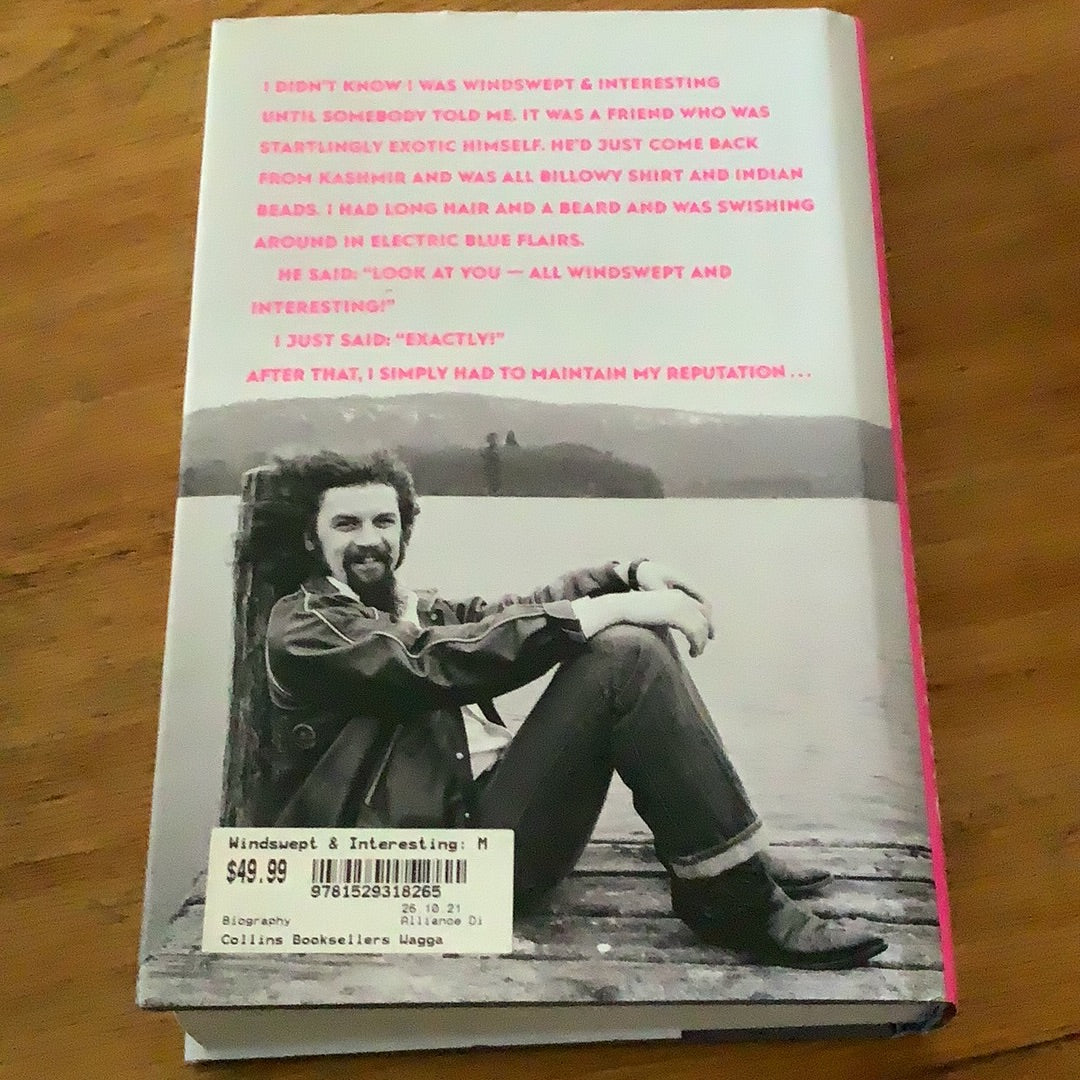 I DIDN'T KNOW I WAS WINDSWEPT & INTERESTING
UNTIL SOMEBODY TOLD ME. IT WAS A FRIEND WHO WAS
STARTLINGLY EXOTIC HIMSELF. HE'D JUST COME BACK
FROM KASHMIR AND WAS ALL BILLOWY SHIRT AND INDIAN
BEADS. I HAD LONG HAIR AND A BEARD AND WAS SWISHING
AROUND IN ELECTRIC BLUE FLAIRS.
HE SAID: "LOOK AT YOU — ALL WINDSWEPT AND
INTERESTING!"
I JUST SAID: "EXACTLY!"
AFTER THAT, I SIMPLY HAD TO MAINTAIN MY REPUTATION...
Windswept & Interesting: M
$49.99
9781529318265
26 10 21
Biography Alliance Di
Collins Booksellers Wagga